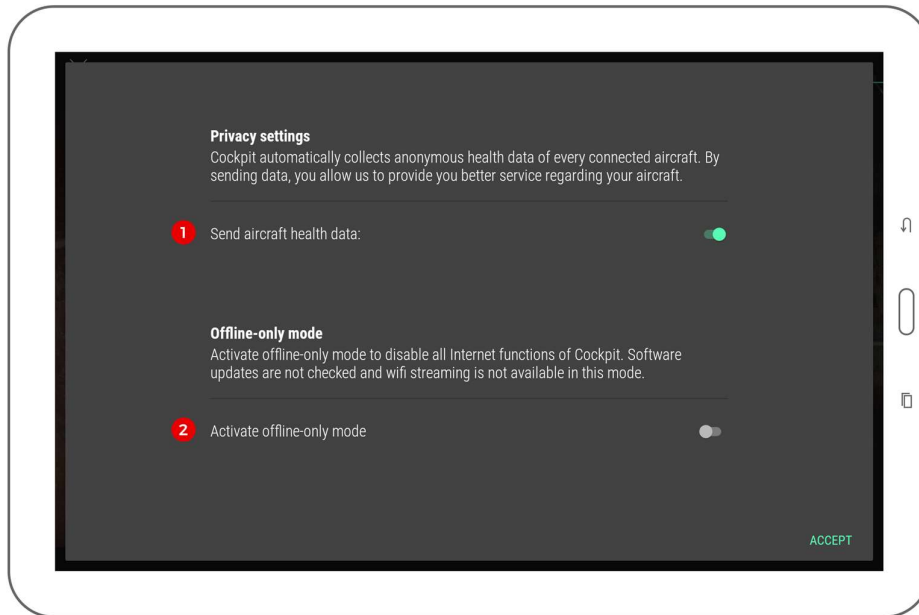 Privacy settings
Cockpit automatically collects anonymous health data of every connected aircraft. By
sending data, you allow us to provide you better service regarding your aircraft.
1 Send aircraft health data:
Offline-only mode
Activate offline-only mode to disable all Internet functions of Cockpit. Software
updates are not checked and wifi streaming is not available in this mode.
2 Activate offline-only mode
ACCEPT